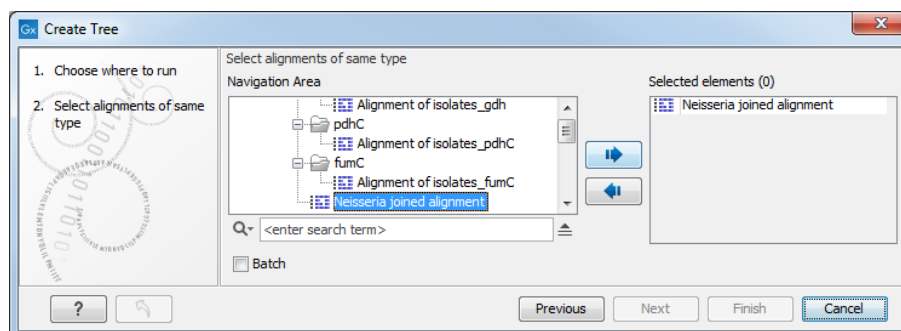 Gx Create Tree
1. Choose where to run
2. Select alignments of same
type
Select alignments of same type
Navigation Area
Alignment of isolates_gdh
pdhC
Alignment of isolates_pdhC
fumC
Alignment of isolates_fumC
Neisseria joined alignment
<enter search term>
Batch
Selected elements (0)
Neisseria joined alignment
?
Previous
Next
Finish
Cancel